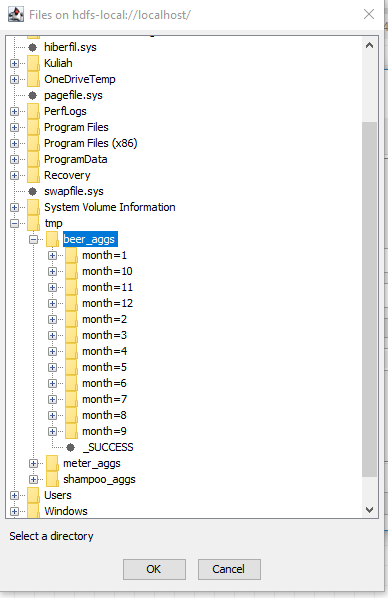 Files on hdfs-local://localhost/
hiberfil.sys
Kuliah
OneDriveTemp
pagefile.sys
PerfLogs
Program Files
Program Files (x86)
ProgramData
Recovery
swapfile.sys
System Volume Information
tmp
beer_aggs
month=1
month=10
month=11
month=12
month=2
month=3
month=4
month=5
month=6
month=7
month=8
month=9
_SUCCESS
meter_aggs
shampoo_aggs
Users
Windows
Select a directory
OK
Cancel